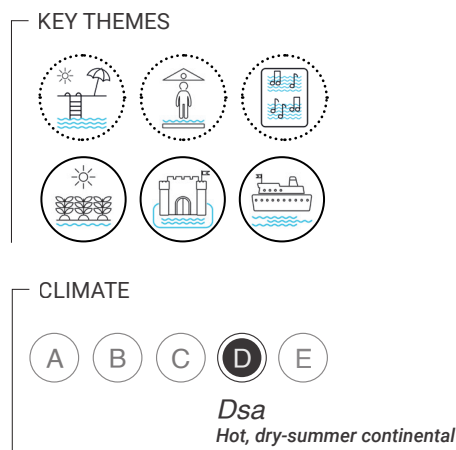 KEY THEMES
CLIMATE
A B C D E
Dsa
Hot, dry-summer continental